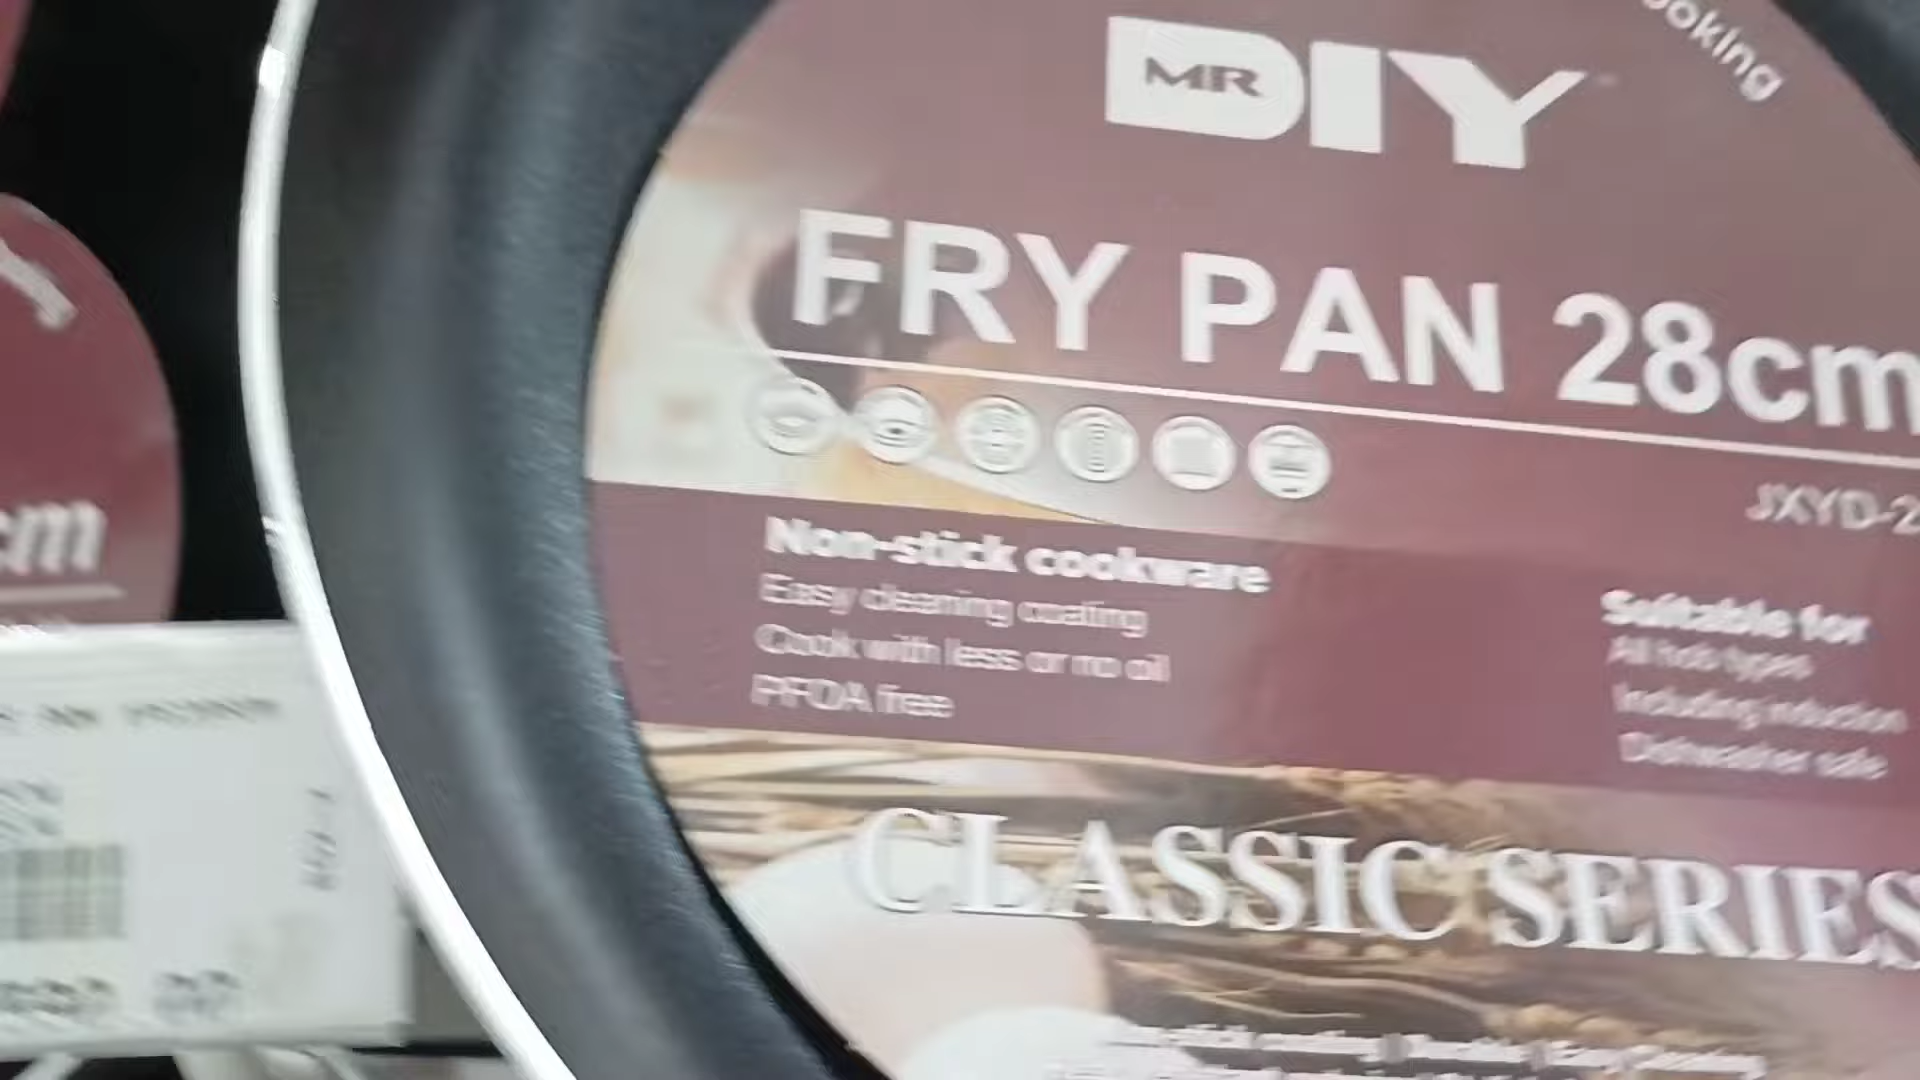 ooking
MR DIY
FRY PAN 28cm
JXYD-2
Non-stick cookware
Easy cleaning coating
Cook with less or no oil
PFOA free
Suitable for
All hob types
Including induction
Dishwasher safe
CLASSIC SERIES
cm